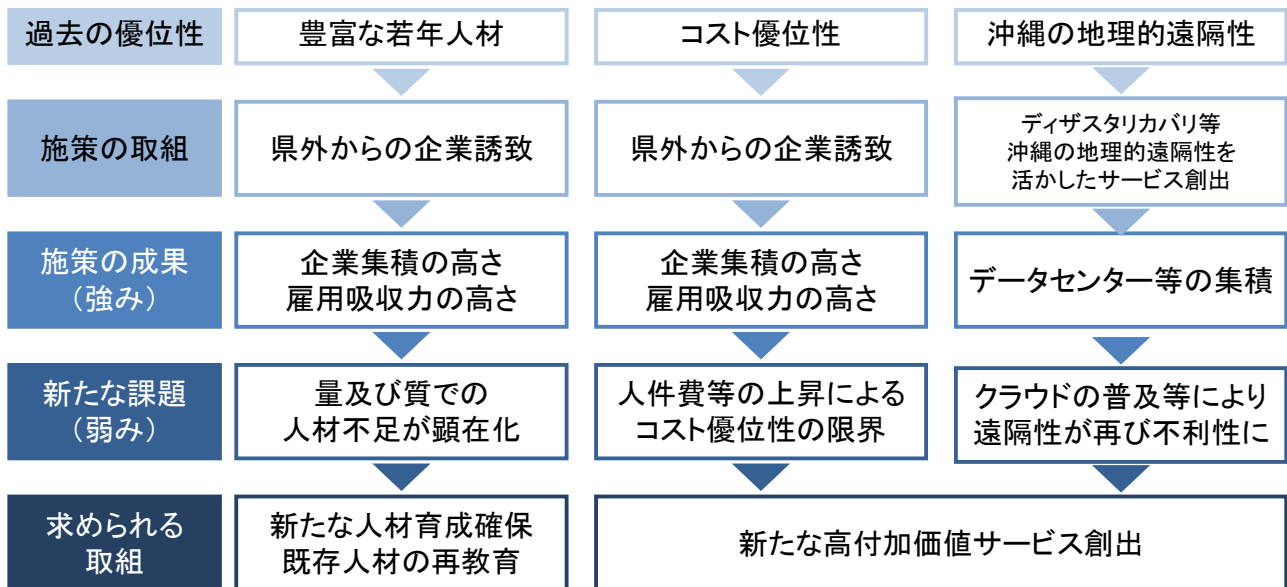 過去の優位性
豊富な若年人材
コスト優位性
沖縄の地理的遠隔性
施策の取組
県外からの企業誘致
県外からの企業誘致
ディザスタリカバリ等
沖縄の地理的遠隔性を
活かしたサービス創出
施策の成果
（強み）
企業集積の高さ
雇用吸収力の高さ
企業集積の高さ
雇用吸収力の高さ
データセンター等の集積
新たな課題
（弱み）
量及び質での
人材不足が顕在化
人件費等の上昇による
コスト優位性の限界
クラウドの普及等により
遠隔性が再び不利性に
求められる
取組
新たな人材育成確保
既存人材の再教育
新たな高付加価値サービス創出